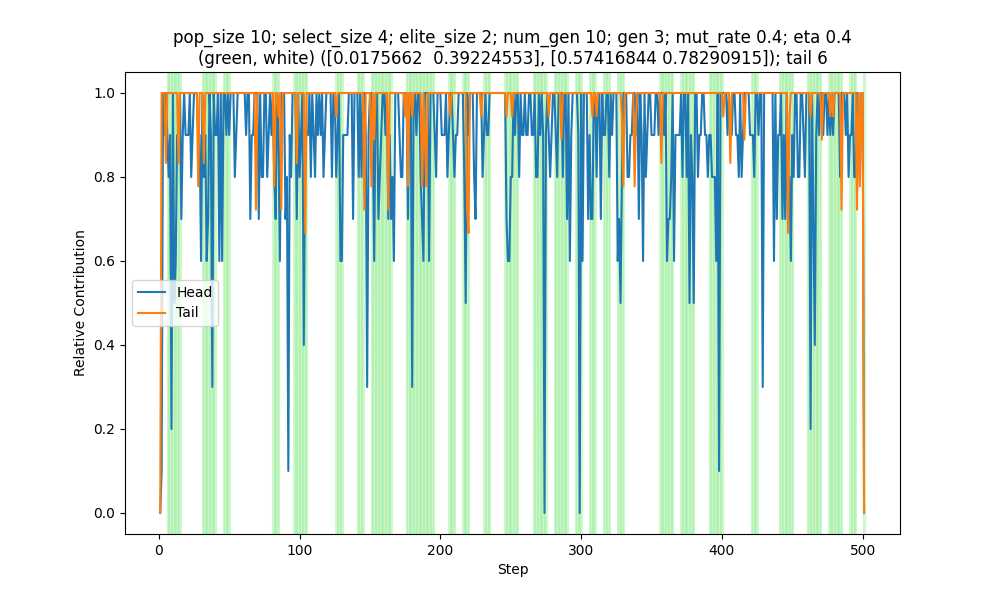 pop_size 10; select_size 4; elite_size 2; num_gen 10; gen 3; mut_rate 0.4; eta 0.4
(green, white) ([0.0175662  0.39224553], [0.57416844 0.78290915]); tail 6
1.0
0.8
0.6
0.4
0.2
0.0
Relative Contribution
Head
Tail
0
100
200
300
400
500
Step